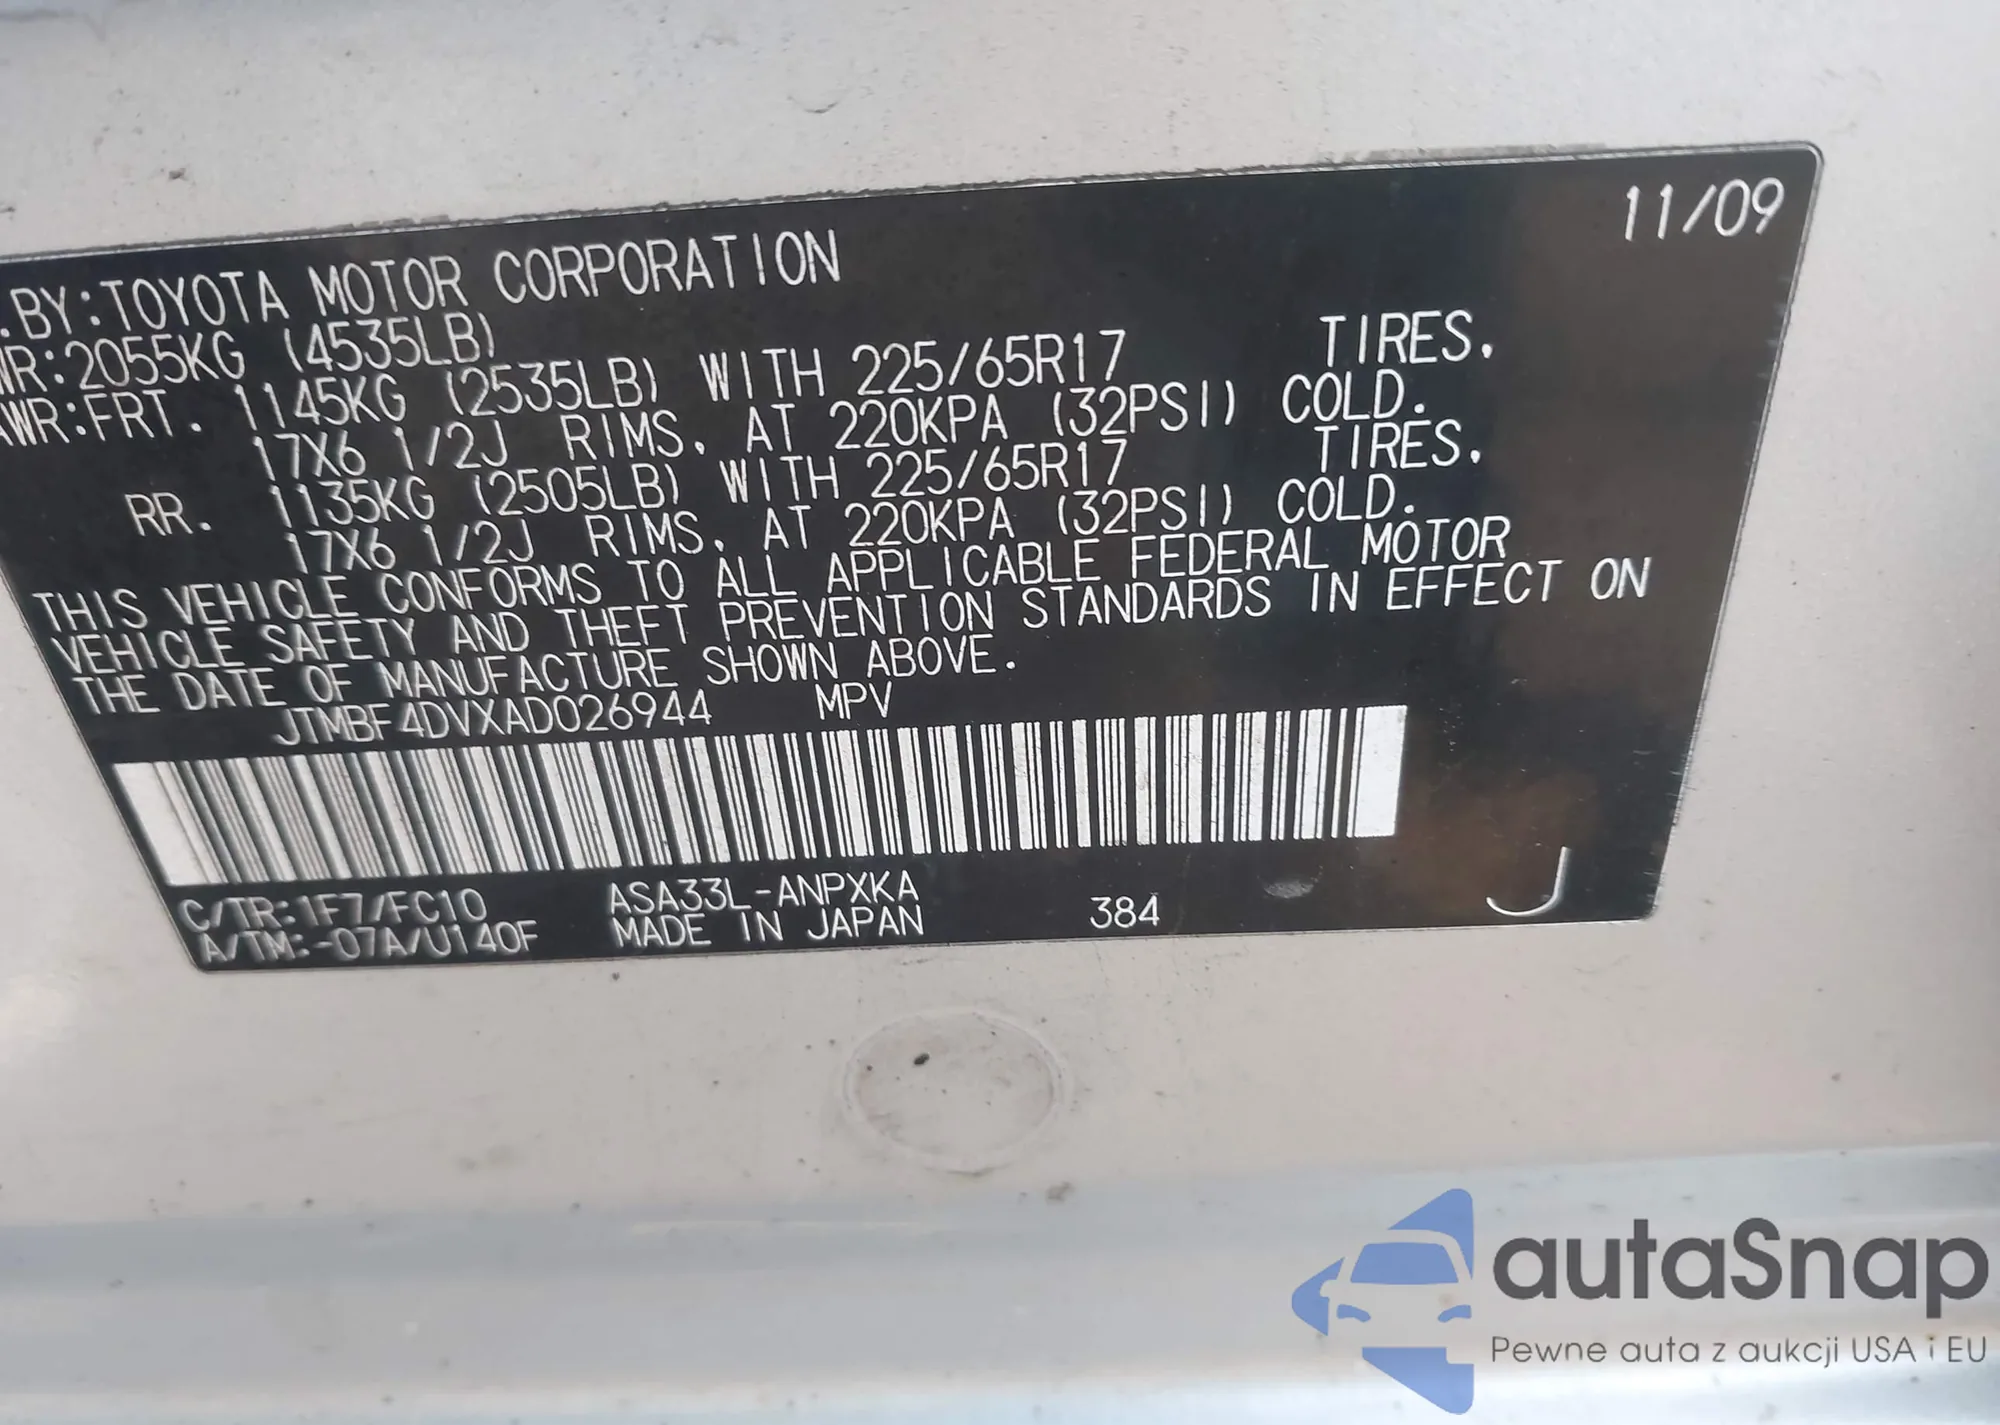 11/09
.BY:TOYOTA MOTOR CORPORATION
WR:2055KG (4535LB)
AWR:FRT. 1145KG (2535LB) WITH 225/65R17 TIRES.
17X6 1/2J RIMS, AT 220KPA (32PSI) COLD.
RR. 1135KG (2505LB) WITH 225/65R17 TIRES.
17X6 1/2J RIMS, AT 220KPA (32PSI) COLD.
THIS VEHICLE CONFORMS TO ALL APPLICABLE FEDERAL MOTOR
VEHICLE SAFETY AND THEFT PREVENTION STANDARDS IN EFFECT ON
THE DATE OF MANUFACTURE SHOWN ABOVE.
JTMBF4DVXAD026944 MPV
C/TR:1F7/FC10 ASA33L-ANPXKA
A/TM:-07A/U140F MADE IN JAPAN 384 J
autaSnap
Pewne auta z aukcji USA i EU